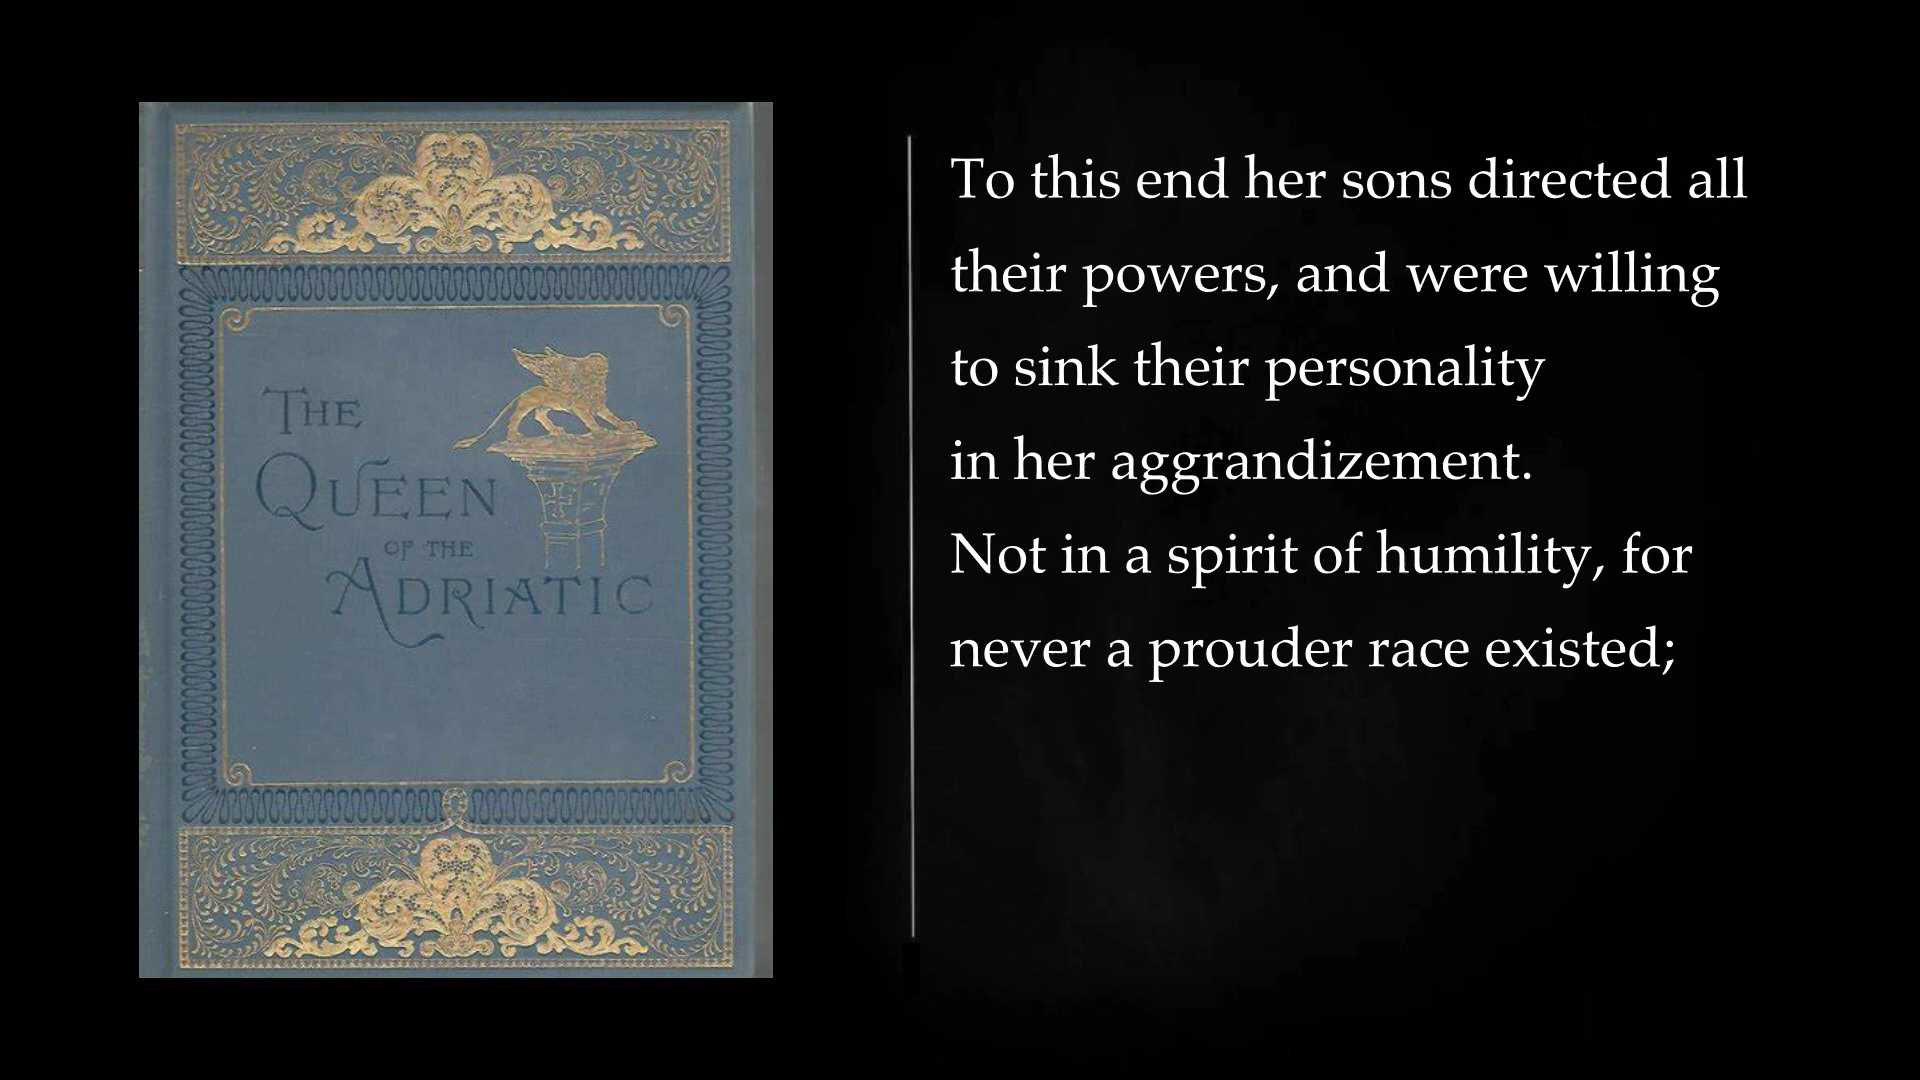 THE
QUEEN
OF THE
ADRIATIC
To this end her sons directed all
their powers, and were willing
to sink their personality
in her aggrandizement.
Not in a spirit of humility, for
never a prouder race existed;